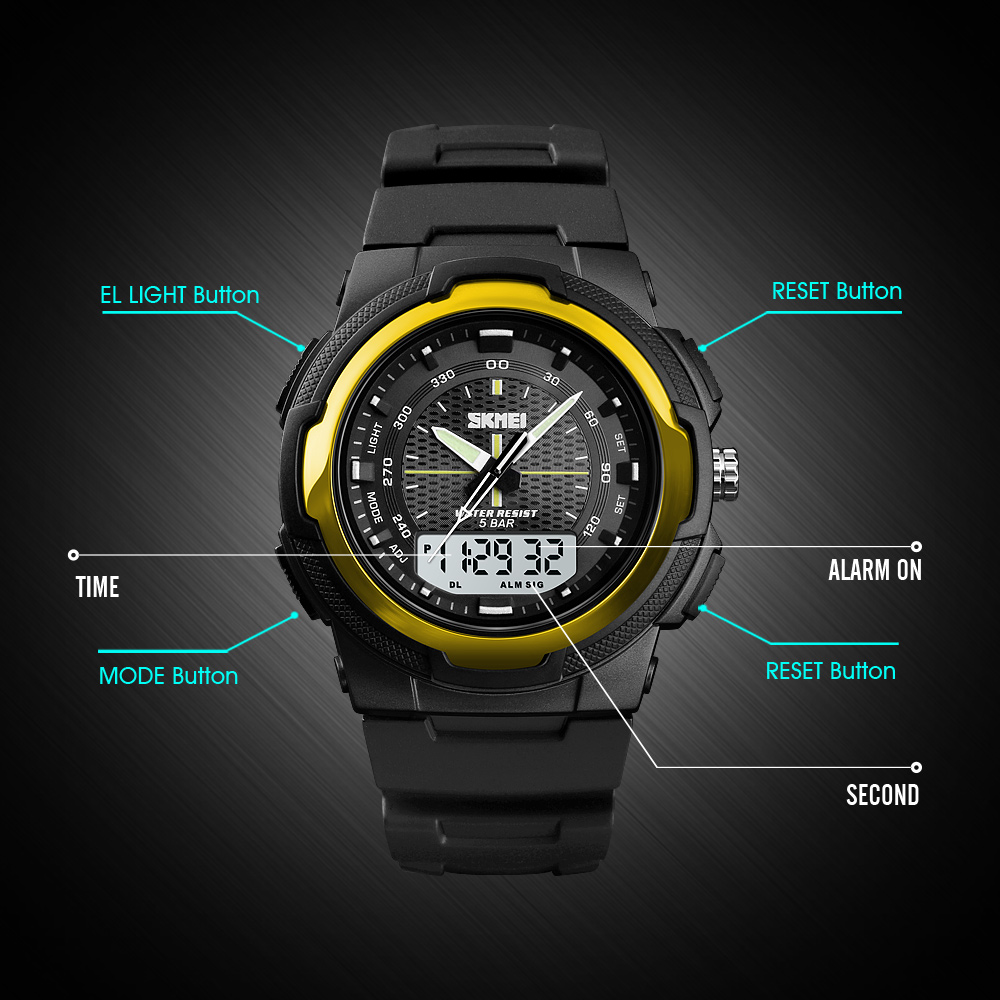 EL LIGHT Button
RESET Button
00
30
60
SET
90
SET
120
330
300
LIGHT
270
MODE
240
ADJ
SKMEI
WATER RESIST
5 BAR
P 11:29 32
DL ALM SIG
TIME
ALARM ON
MODE Button
RESET Button
SECOND